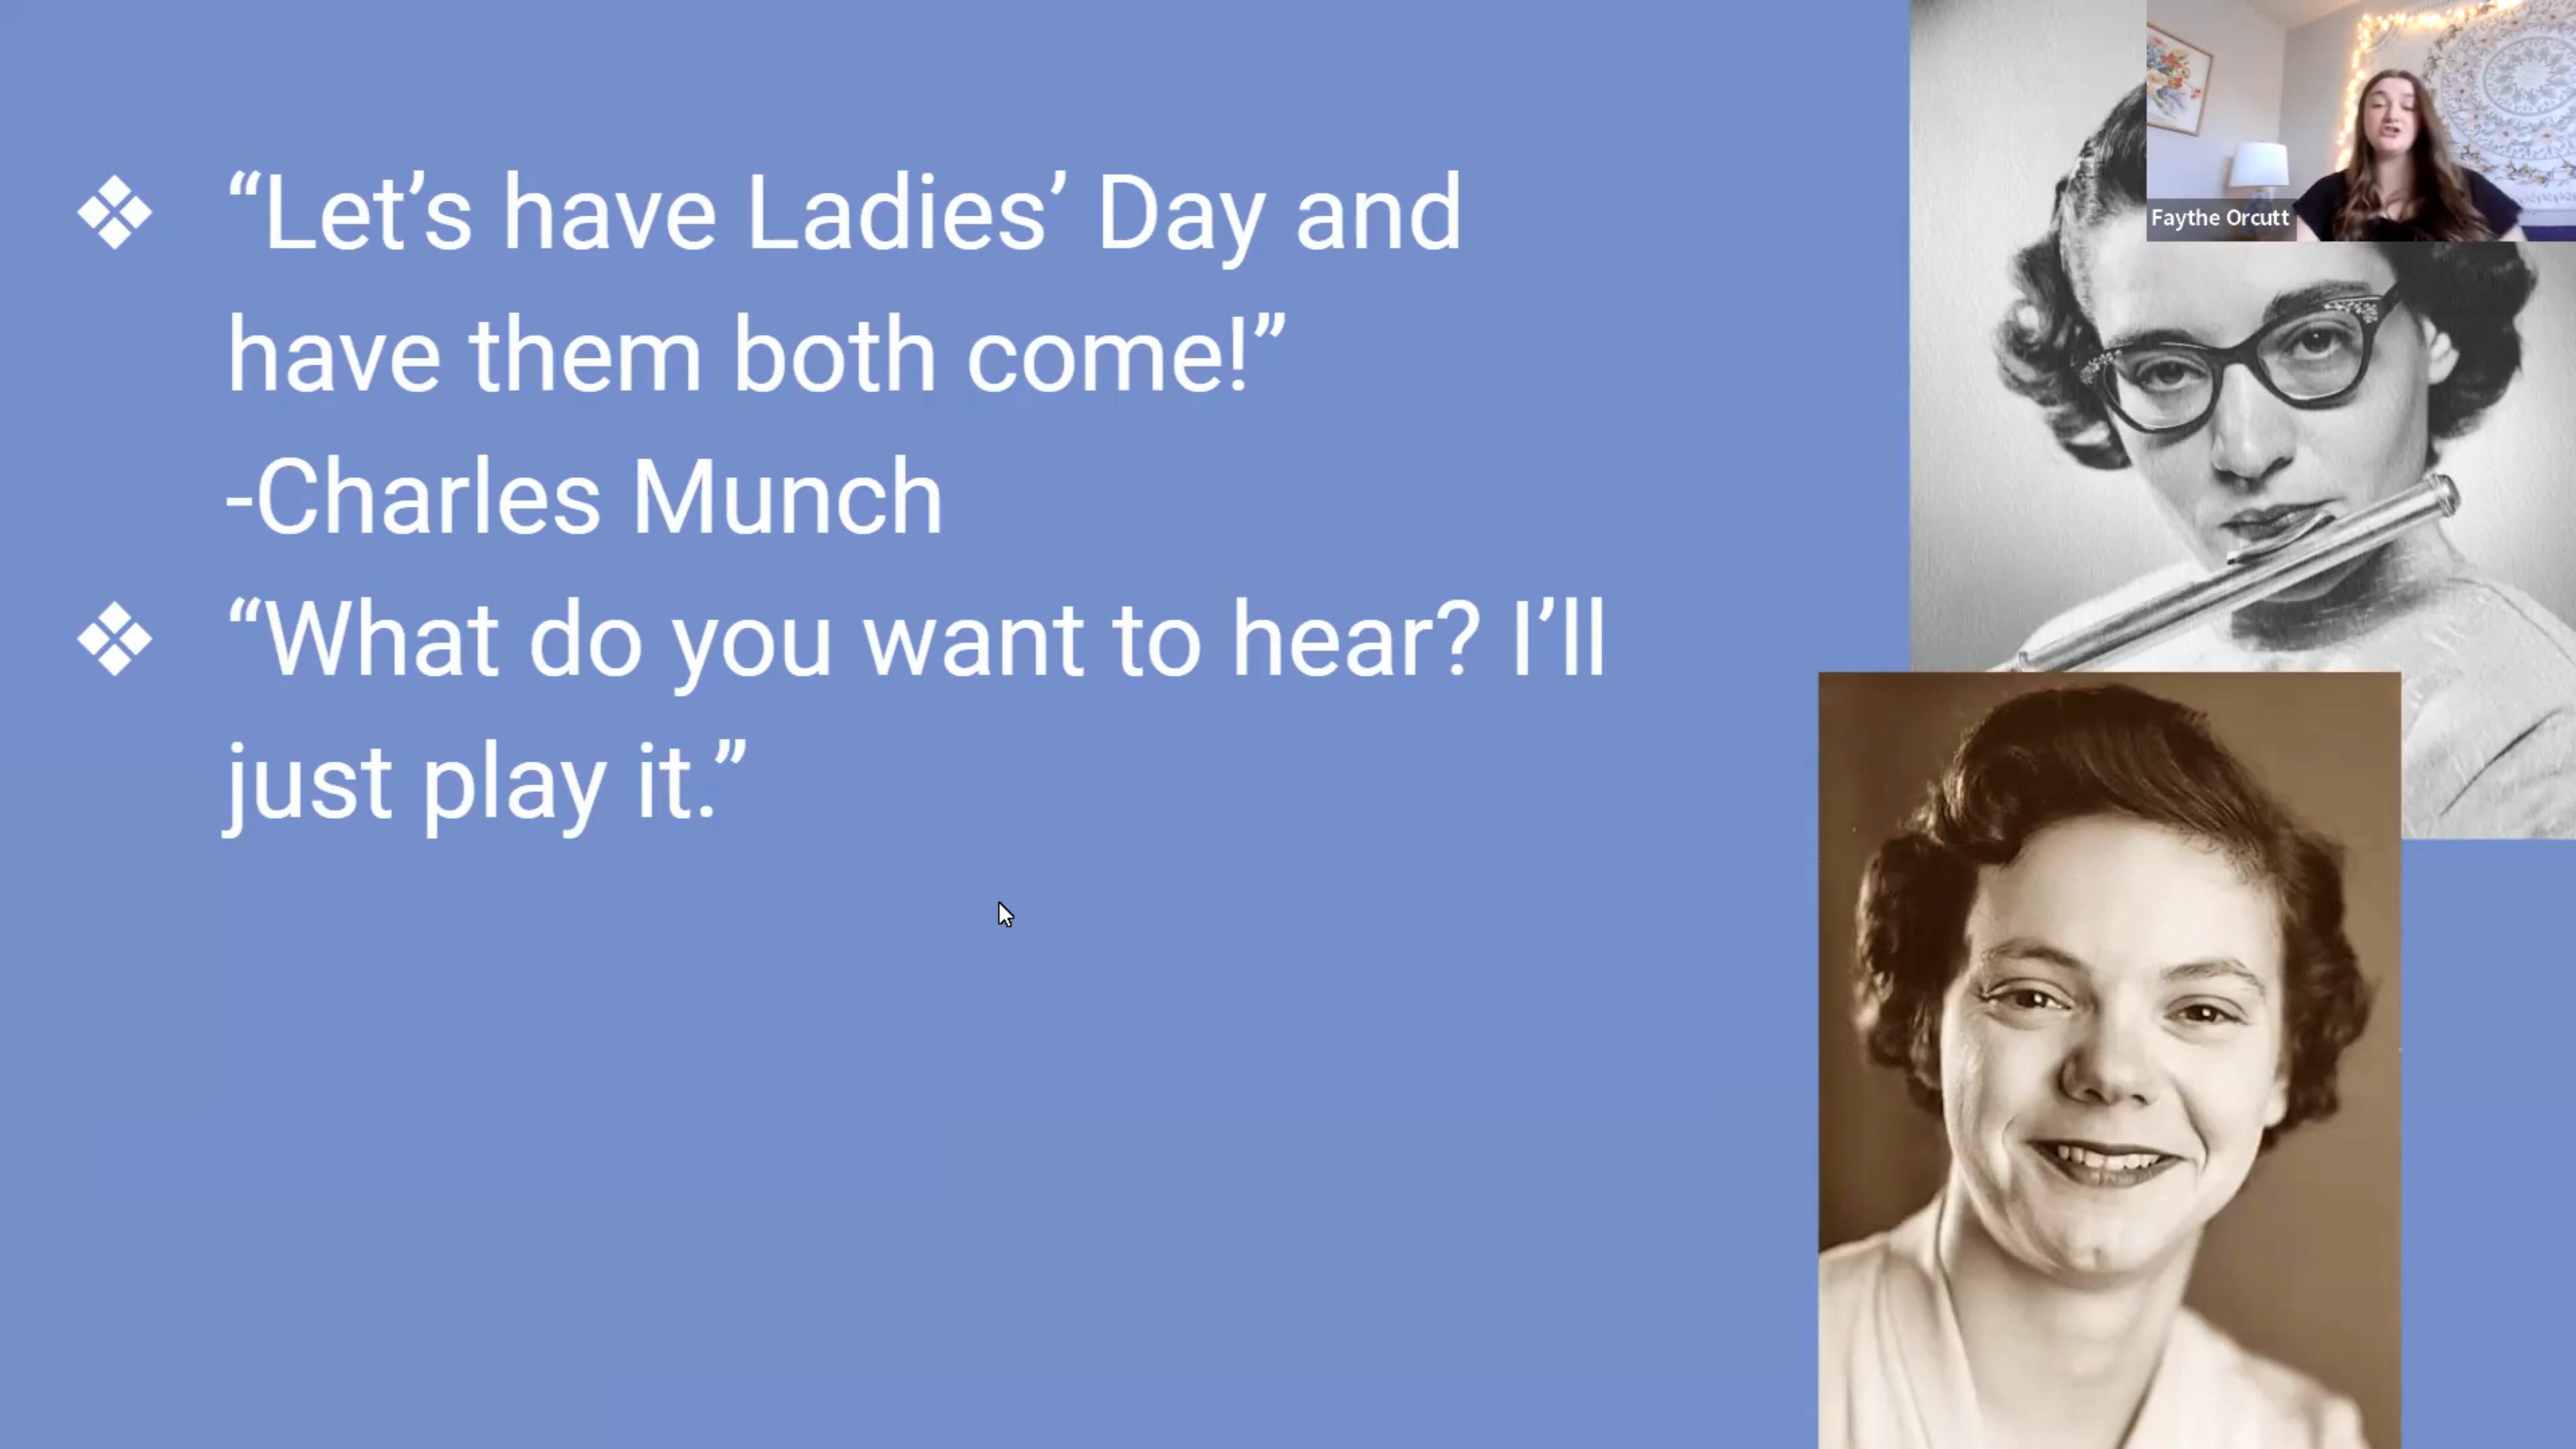 “Let’s have Ladies’ Day and
have them both come!”
-Charles Munch
“What do you want to hear? I’ll
just play it.”
Faythe Orcutt